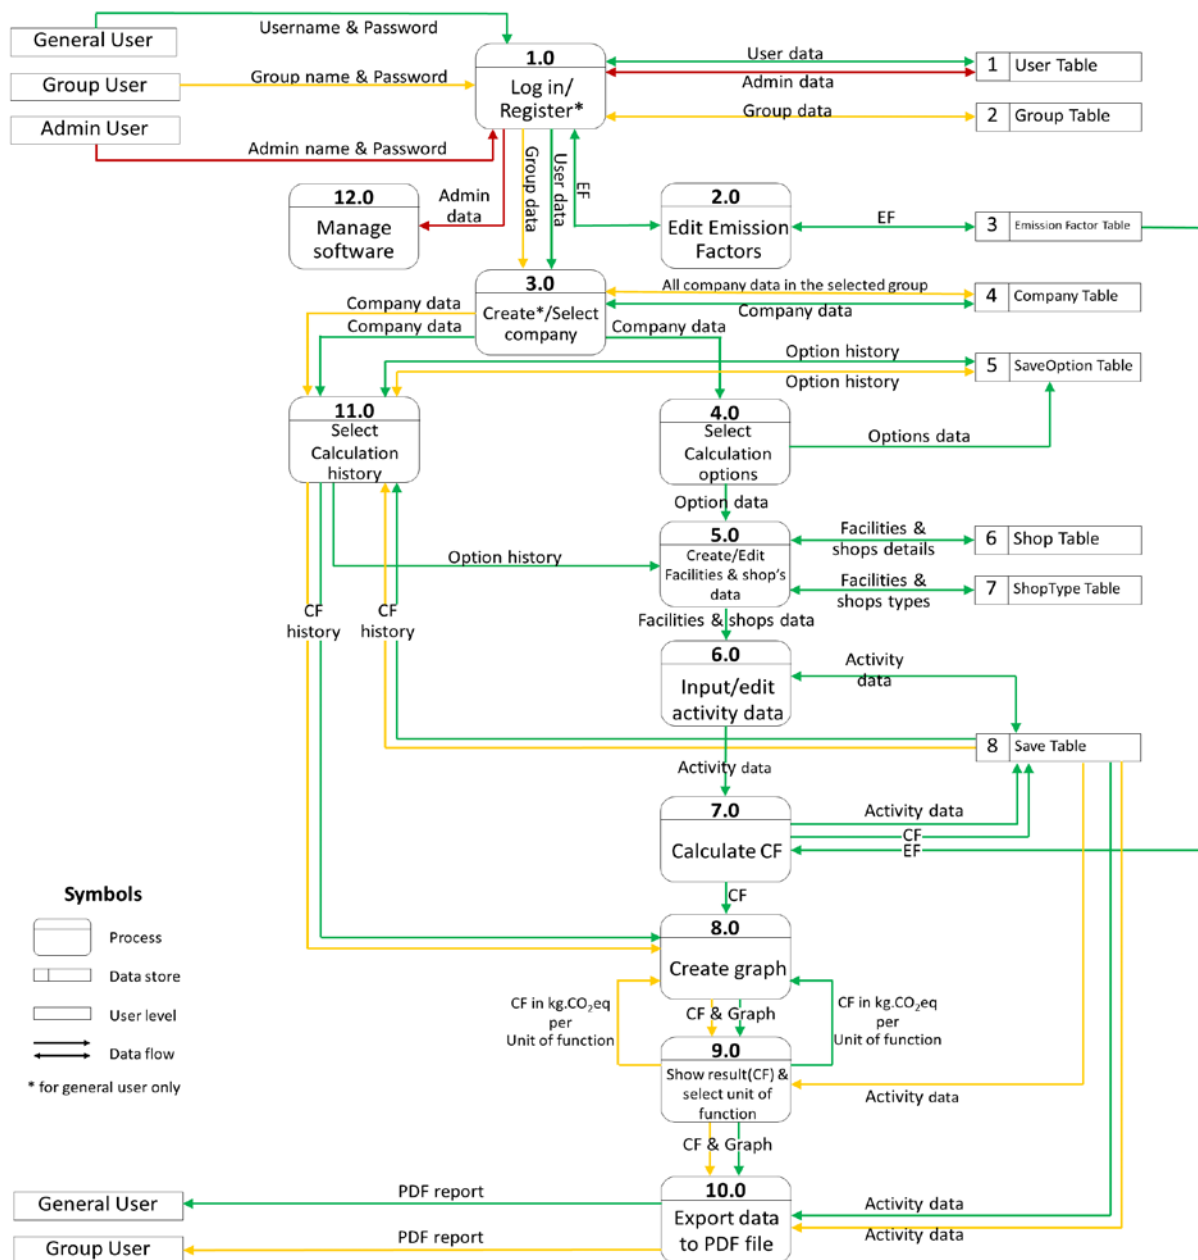 General User
Username & Password
Group User
Group name & Password
Admin User
Admin name & Password
1.0
Log in/
Register*
User data
Admin data
Group data
1 User Table
2 Group Table
Group data
User data
EF
Admin
data
12.0
Manage
software
2.0
Edit Emission
Factors
EF
3 Emission Factor Table
3.0
Create*/Select
company
All company data in the selected group
Company data
4 Company Table
Company data
Company data
Company data
Option history
Option history
5 SaveOption Table
11.0
Select
Calculation
history
4.0
Select
Calculation
options
Options data
Option data
5.0
Create/Edit
Facilities & shop's
data
Facilities &
shops details
6 Shop Table
Facilities &
shops types
7 ShopType Table
Option history
CF
history
CF
history
Facilities & shops data
6.0
Input/edit
activity data
Activity
data
8 Save Table
Activity data
7.0
Calculate CF
Activity data
CF
EF
CF
8.0
Create graph
CF in kg.CO₂eq
per
Unit of function
CF & Graph
CF in kg.CO₂eq
per
Unit of function
9.0
Show result(CF) &
select unit of
function
Activity data
CF & Graph
10.0
Export data
to PDF file
Activity data
Activity data
PDF report
General User
PDF report
Group User
Symbols
Process
Data store
User level
Data flow
* for general user only